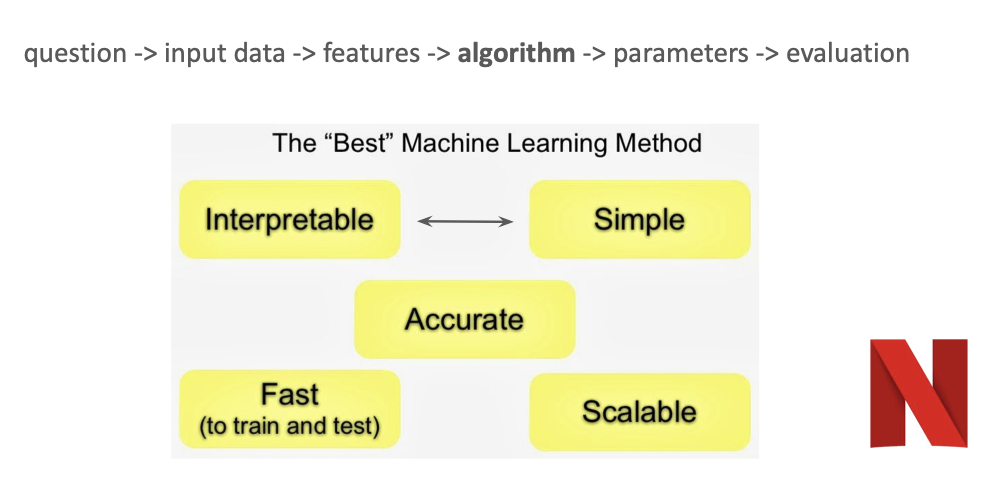 question -> input data -> features -> algorithm -> parameters -> evaluation
The “Best” Machine Learning Method
Interpretable
Simple
Accurate
Fast
(to train and test)
Scalable
N